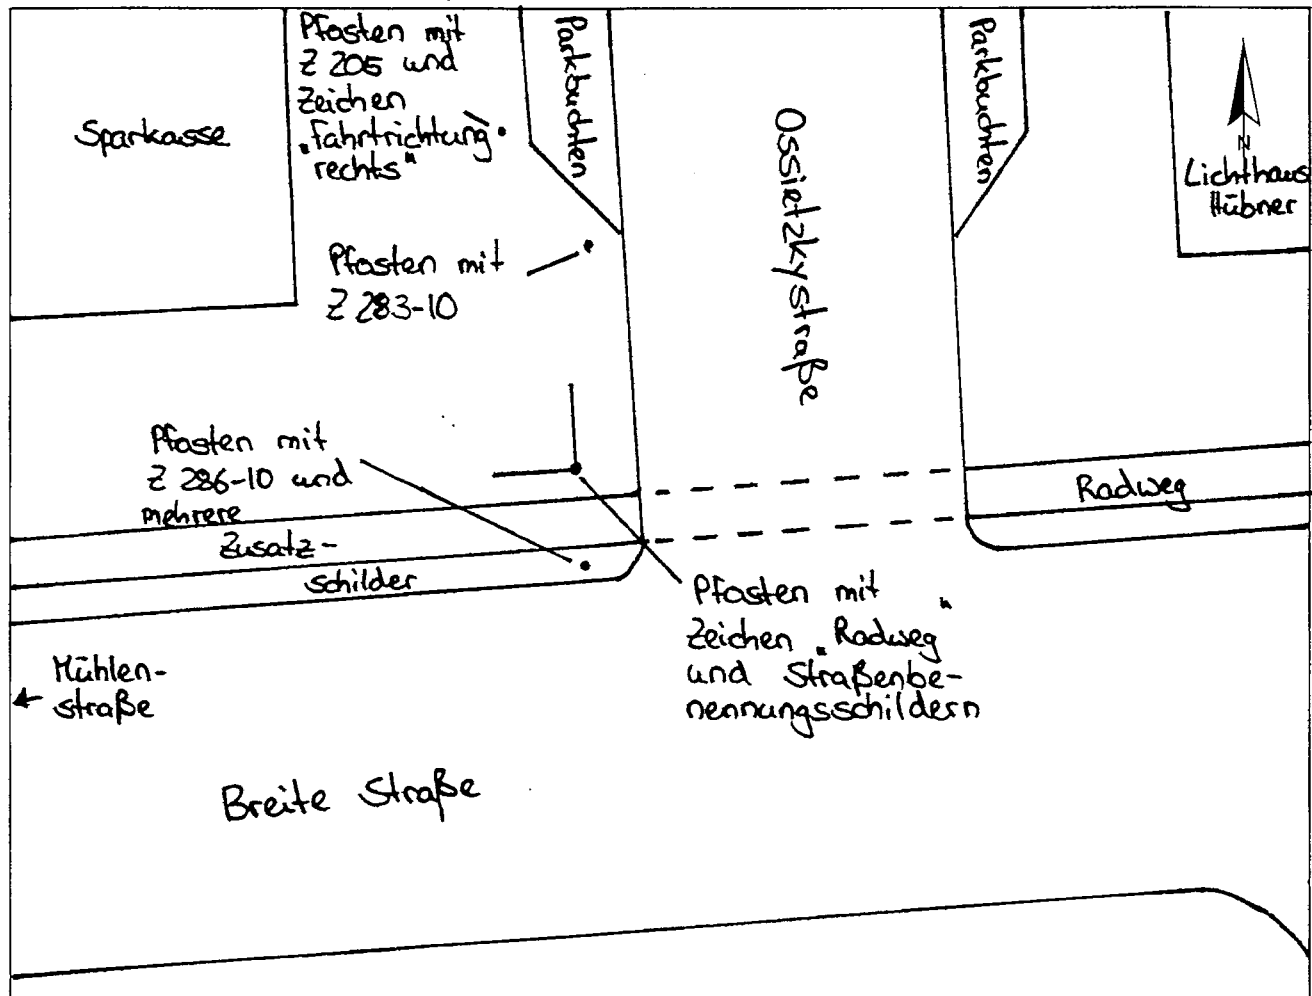 Pfosten mit
Z 205 und
Zeichen
„Fahrtrichtung
rechts"
Parkbuchten
Parkbuchten
Sparkasse
Ossietzkystraße
N
Lichthaus
Hübner
Pfosten mit
Z 283-10
Pfosten mit
Z 286-10 und
mehrere
Zusatz-
schilder
Radweg
Pfosten mit
Zeichen „Radweg"
und Straßenbe-
nennungsschildern
Mühlen-
straße
Breite Straße